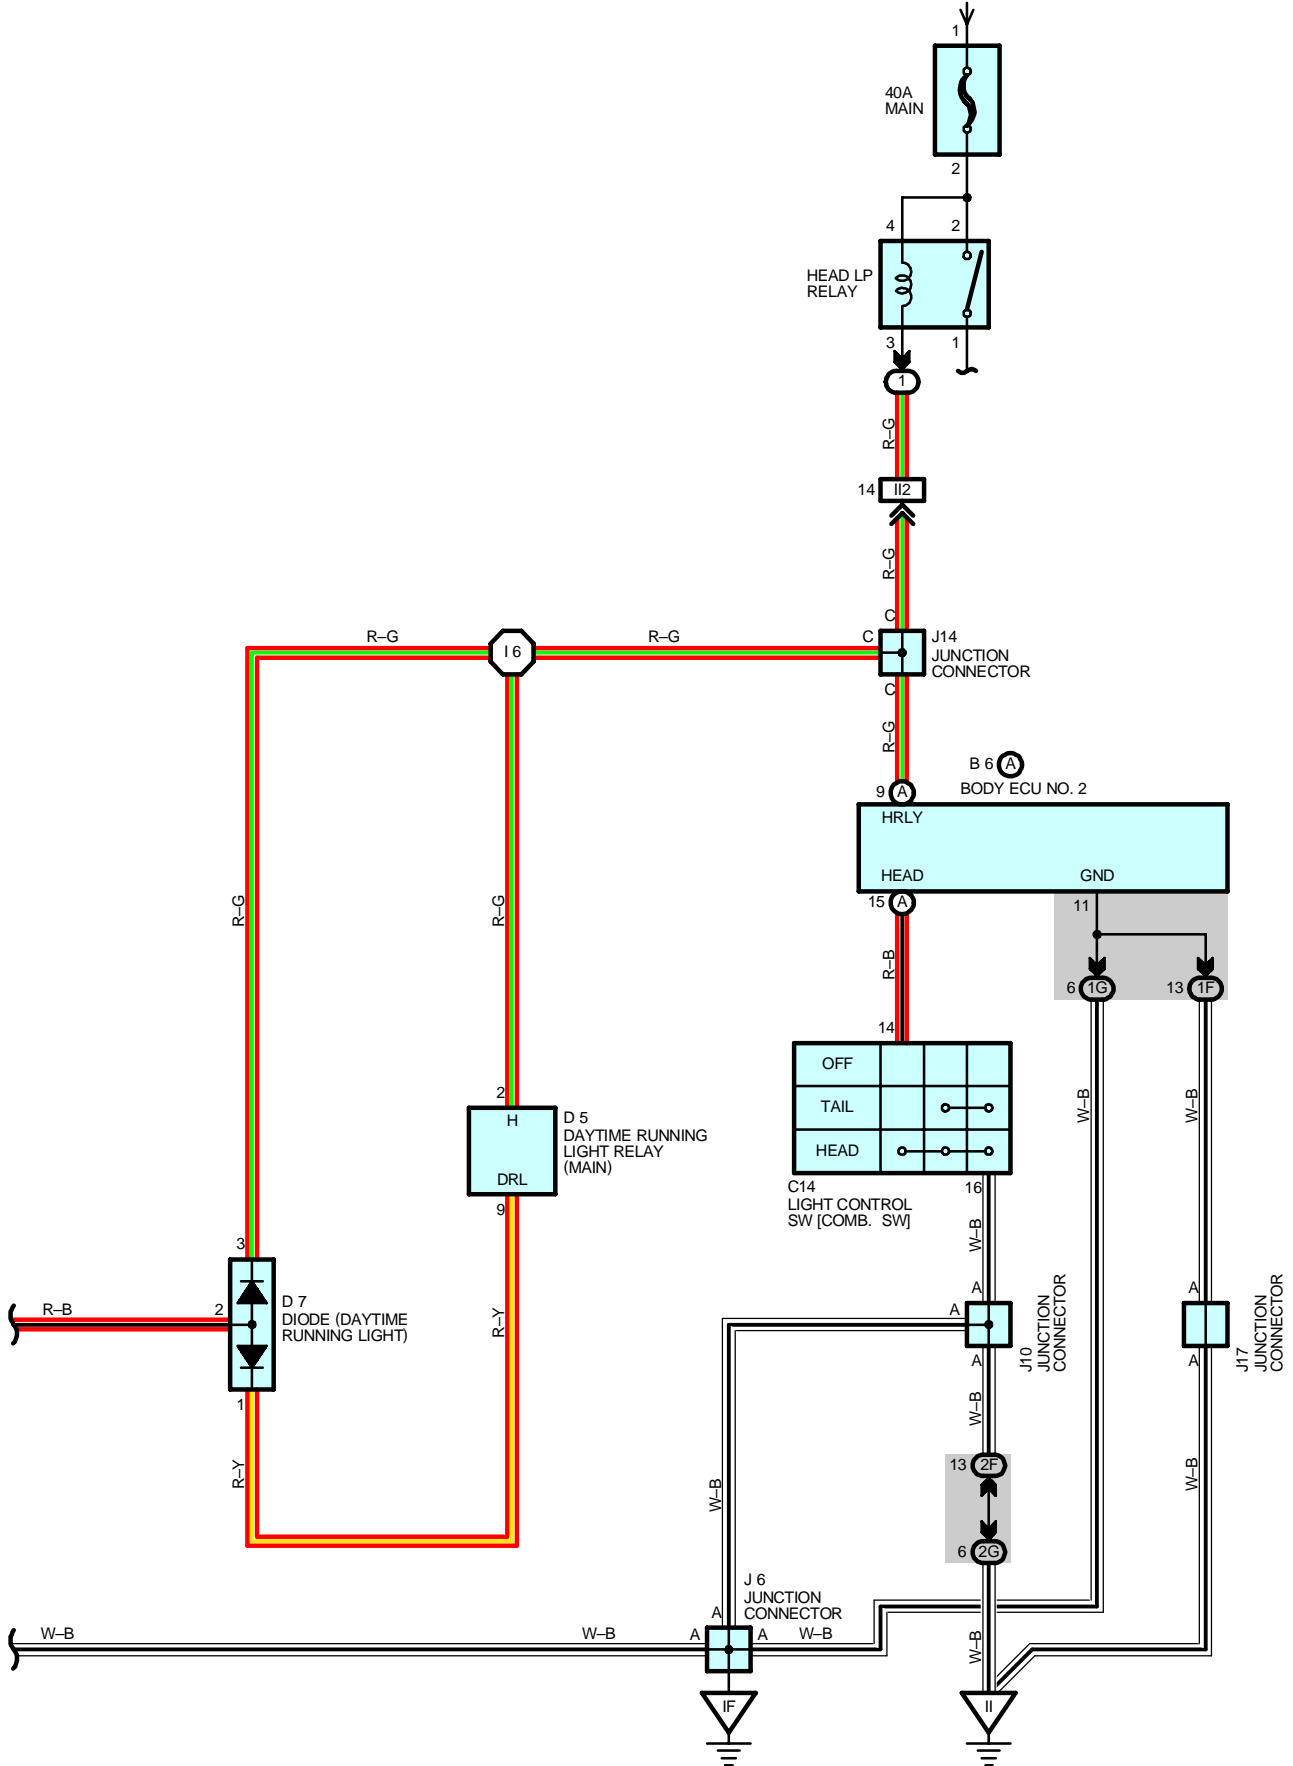 1
40A
MAIN
2
4
2
HEAD LP
RELAY
3
1
1
R–G
14
II2
R–G
C
R–G
I 6
R–G
C
J14
JUNCTION
CONNECTOR
C
R–G
B 6
A
9
A
BODY ECU NO. 2
HRLY
HEAD
GND
R–G
R–G
15
A
11
R–B
6
1G
13
1F
14
OFF
TAIL
HEAD
W–B
W–B
2
H
DRL
D 5
DAYTIME RUNNING
LIGHT RELAY
(MAIN)
9
C14
LIGHT CONTROL
SW [COMB. SW]
16
W–B
3
R–B
2
D 7
DIODE (DAYTIME
RUNNING LIGHT)
R–Y
A
A
A
J10
JUNCTION
CONNECTOR
A
A
J17
JUNCTION
CONNECTOR
1
W–B
R–Y
W–B
13
2F
W–B
6
2G
J 6
JUNCTION
CONNECTOR
A
W–B
W–B
A
A
W–B
W–B
IF
II